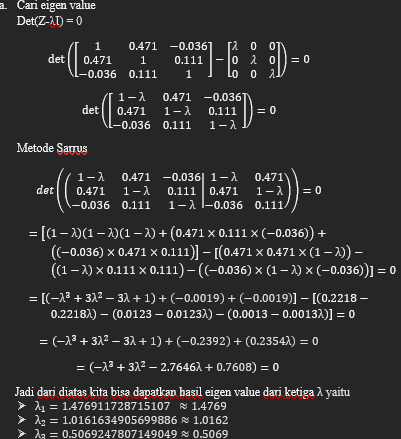 a. Cari eigen value
Det(Z-λI) = 0
det([1 0.471 −0.036; 0.471 1 0.111; −0.036 0.111 1] − [λ 0 0; 0 λ 0; 0 0 λ]) = 0
det([1 − λ 0.471 −0.036; 0.471 1 − λ 0.111; −0.036 0.111 1 − λ]) = 0
Metode Sarrus
det((1 − λ 0.471 −0.036| 1 − λ 0.471; 0.471 1 − λ 0.111| 0.471 1 − λ; −0.036 0.111 1 − λ|−0.036 0.111)) = 0
= [(1 − λ)(1 − λ)(1 − λ) + (0.471 × 0.111 × (−0.036)) +
((−0.036) × 0.471 × 0.111)] − [(0.471 × 0.471 × (1 − λ)) −
((1 − λ) × 0.111 × 0.111) − ((−0.036) × (1 − λ) × (−0.036))] = 0
= [(−λ³ + 3λ² − 3λ + 1) + (−0.0019) + (−0.0019)] − [(0.2218 −
0.2218λ) − (0.0123 − 0.0123λ) − (0.0013 − 0.0013λ)] = 0
= (−λ³ + 3λ² − 3λ + 1) + (−0.2392) + (0.2354λ) = 0
= (−λ³ + 3λ² − 2.7646λ + 0.7608) = 0
Jadi dari diatas kita bisa dapatkan hasil eigen value dari ketiga λ yaitu
➢ λ₁ = 1.476911728715107 ≈ 1.4769
➢ λ₂ = 1.0161634905699886 ≈ 1.0162
➢ λ₃ = 0.5069247807149049 ≈ 0.5069